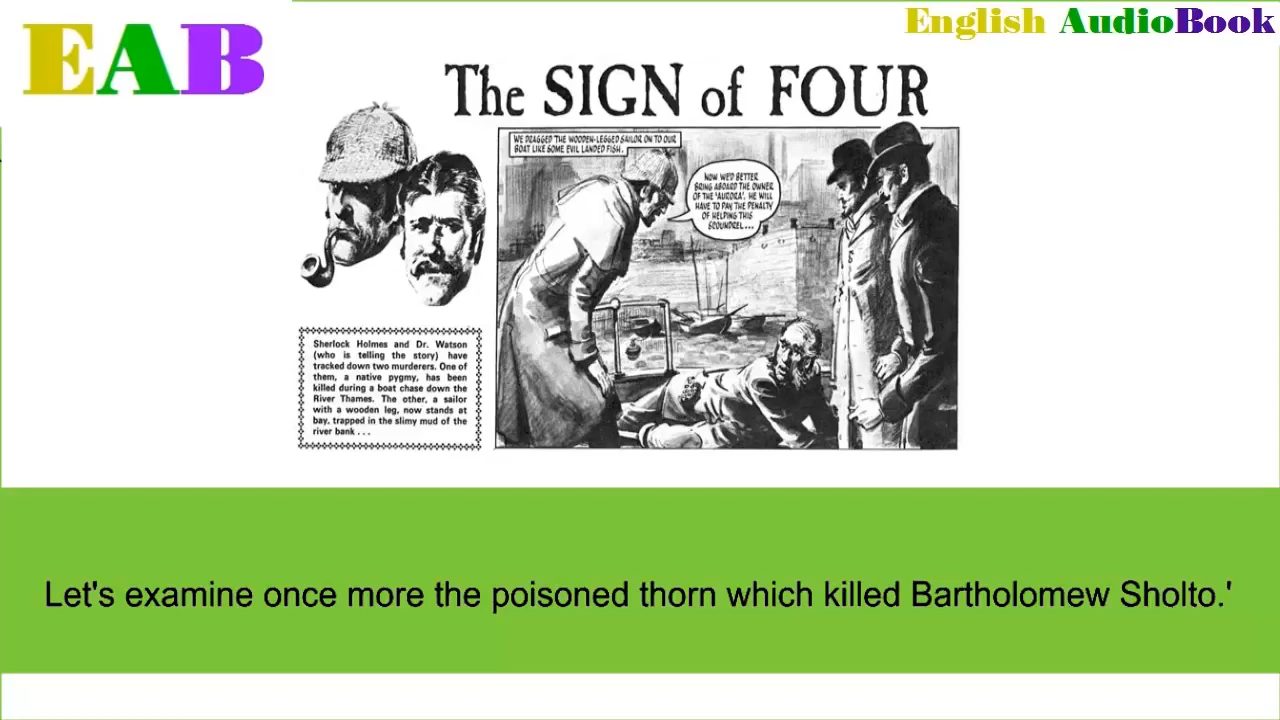 EAB
English AudioBook
The SIGN of FOUR
WE DRAGGED THE WOODEN-LEGGED SAILOR ON TO OUR
BOAT LIKE SOME EVIL LANDED FISH.
NOW WE'D BETTER
BRING ABOARD THE OWNER
OF THE 'AURORA'. HE WILL
HAVE TO PAY THE PENALTY
OF HELPING THIS
SCOUNDREL...
Sherlock Holmes and Dr. Watson
(who is telling the story) have
tracked down two murderers. One of
them, a native pygmy, has been
killed during a boat chase down the
River Thames. The other, a sailor
with a wooden leg, now stands at
bay, trapped in the slimy mud of the
river bank . . .
Let's examine once more the poisoned thorn which killed Bartholomew Sholto.'